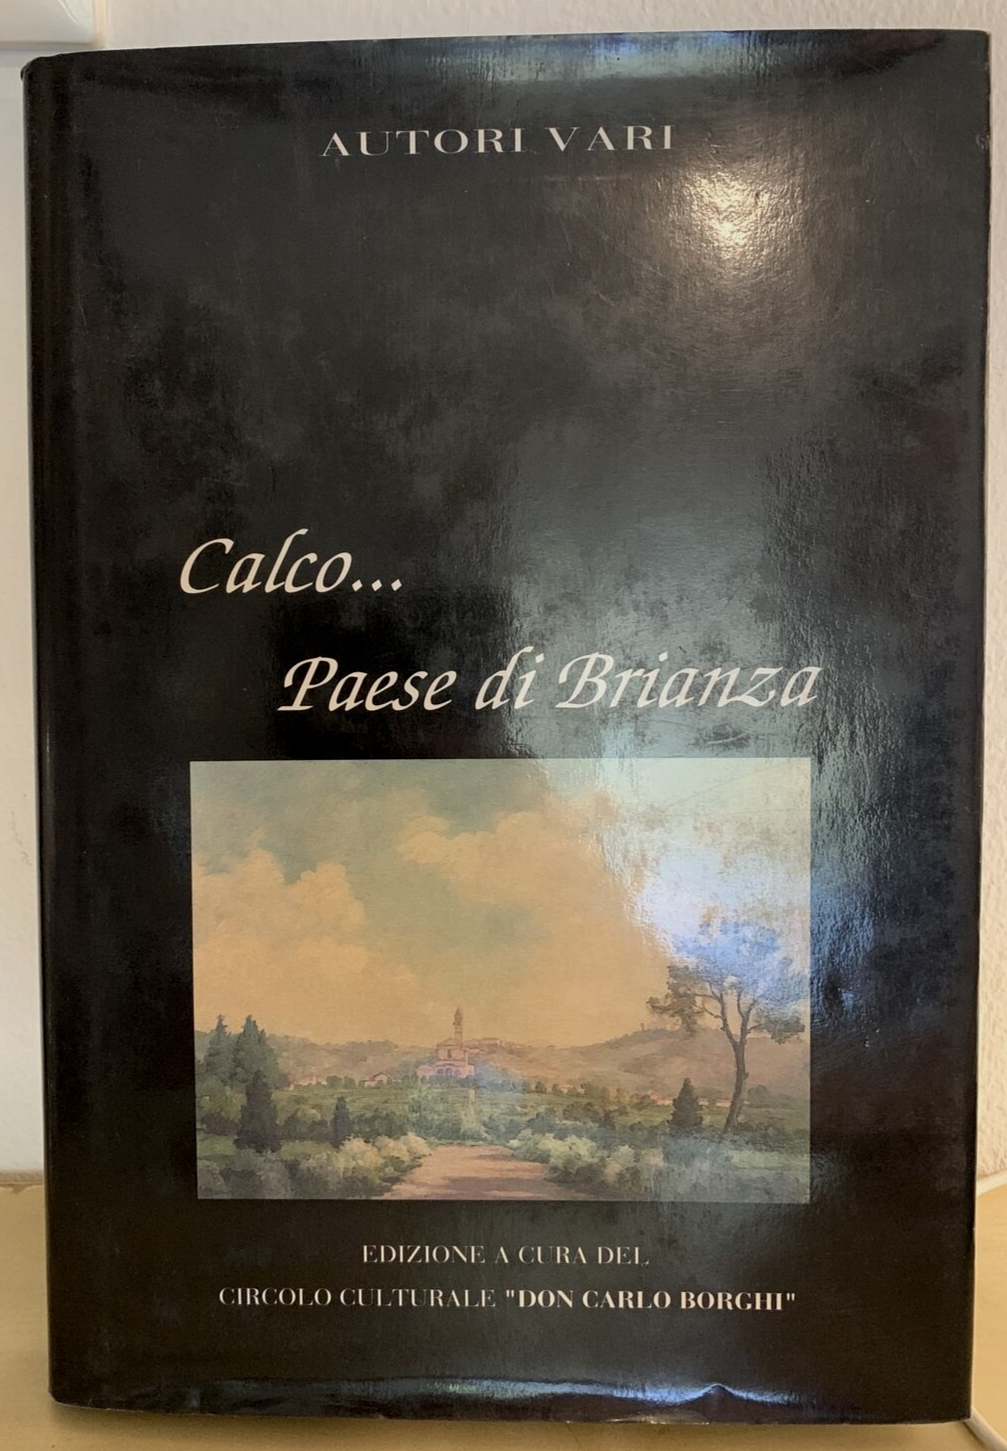 AUTORI VARI
Calco...
Paese di Brianza
EDIZIONE A CURA DEL
CIRCOLO CULTURALE "DON CARLO BORGHI"